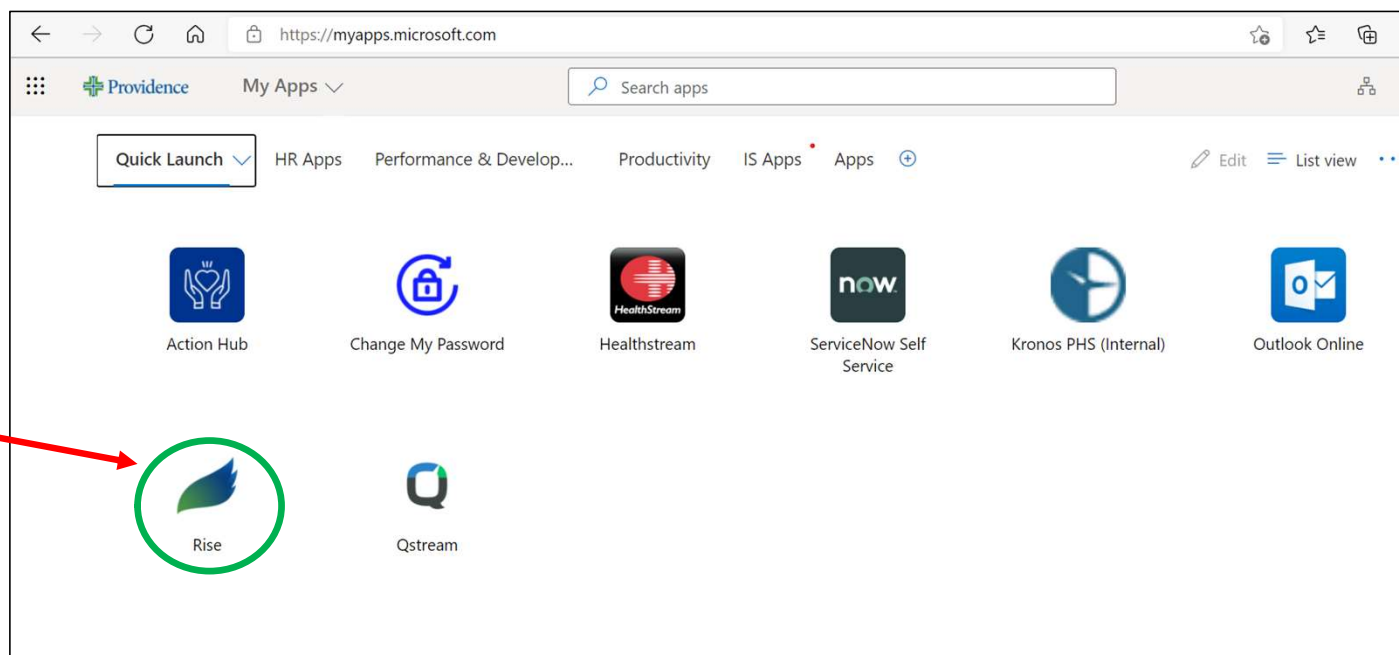 https://myapps.microsoft.com
Providence My Apps Search apps
Quick Launch HR Apps Performance & Develop... Productivity IS Apps Apps Edit List view
HealthStream now.
Action Hub Change My Password Healthstream ServiceNow Self Service Kronos PHS (Internal) Outlook Online
Rise Qstream